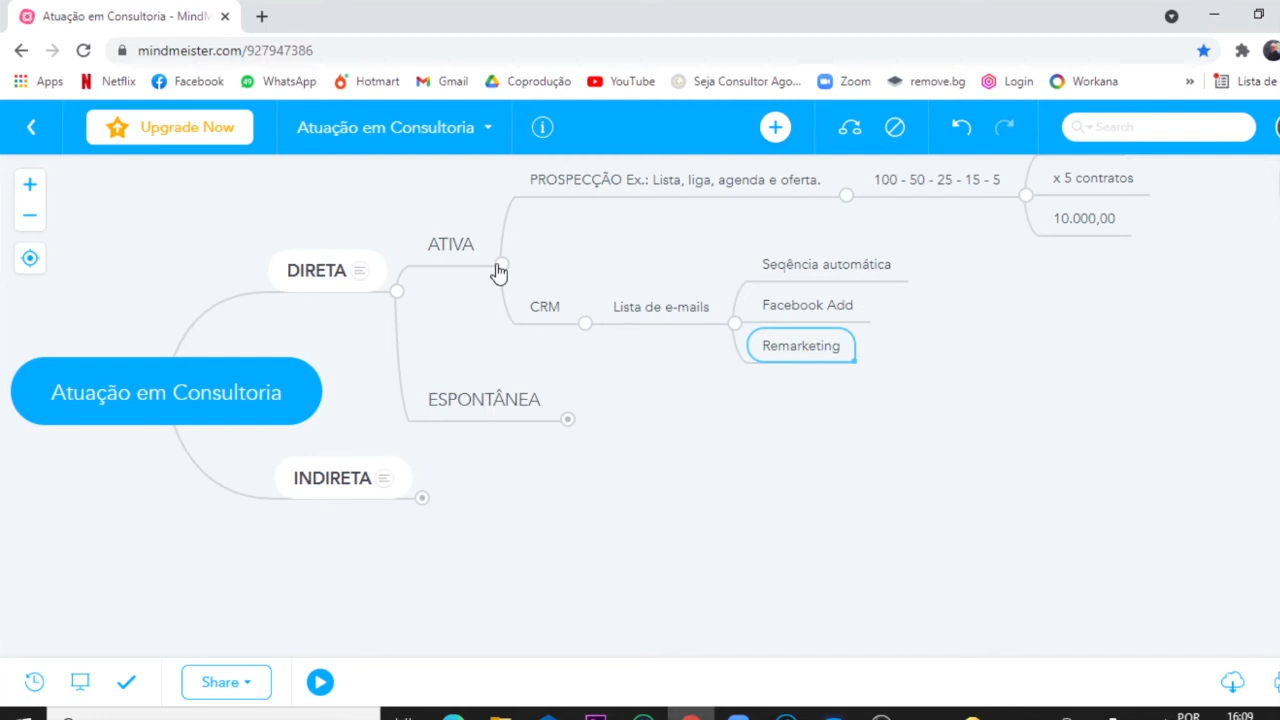 Atuação em Consultoria - MindM
mindmeister.com/927947386
Apps Netflix Facebook WhatsApp Hotmart Gmail Coprodução YouTube Seja Consultor Ago... Zoom remove.bg Login Workana » Lista de
Upgrade Now Atuação em Consultoria Search
PROSPECÇÃO Ex.: Lista, liga, agenda e oferta. 100 - 50 - 25 - 15 - 5 x 5 contratos
10.000,00
ATIVA
DIRETA
Seqência automática
CRM Lista de e-mails Facebook Add
Remarketing
Atuação em Consultoria
ESPONTÂNEA
INDIRETA
Share
POR 16:09